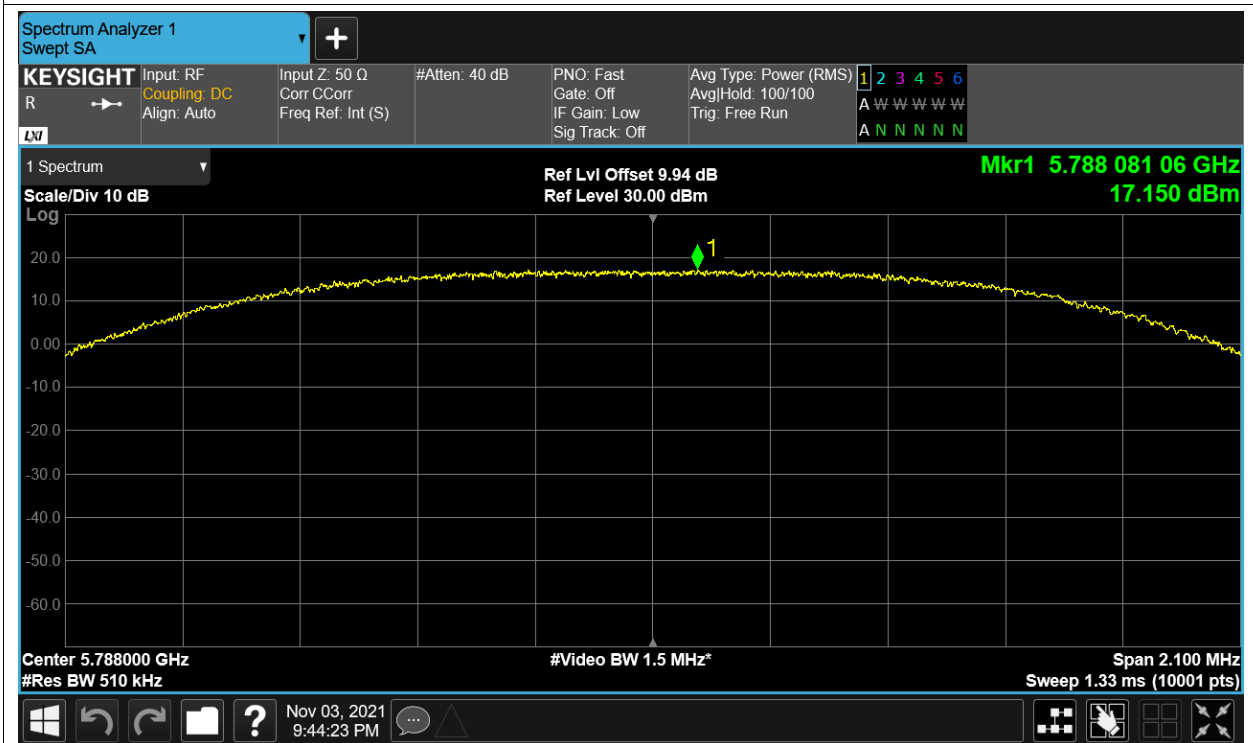 Spectrum Analyzer 1
Swept SA
KEYSIGHT
R
LXI
Input: RF
Coupling: DC
Align: Auto
Input Z: 50 Ω
Corr CCorr
Freq Ref: Int (S)
#Atten: 40 dB
PNO: Fast
Gate: Off
IF Gain: Low
Sig Track: Off
Avg Type: Power (RMS)
Avg|Hold: 100/100
Trig: Free Run
1 2 3 4 5 6
A W W W W W
A N N N N N
1 Spectrum
Scale/Div 10 dB
Log
Ref Lvl Offset 9.94 dB
Ref Level 30.00 dBm
Mkr1 5.788 081 06 GHz
17.150 dBm
1
20.0
10.0
0.00
-10.0
-20.0
-30.0
-40.0
-50.0
-60.0
Center 5.788000 GHz
#Res BW 510 kHz
#Video BW 1.5 MHz*
Span 2.100 MHz
Sweep 1.33 ms (10001 pts)
?
Nov 03, 2021
9:44:23 PM